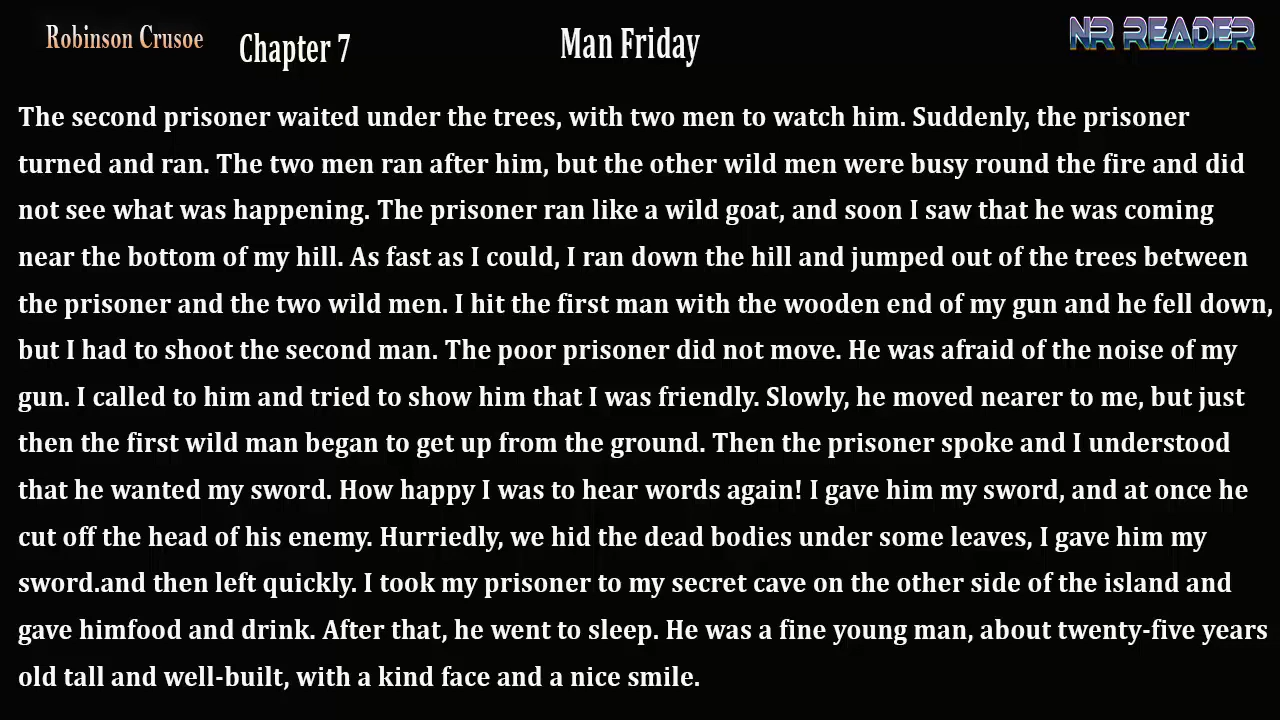 Robinson Crusoe
Chapter 7
Man Friday
NR READER
The second prisoner waited under the trees, with two men to watch him. Suddenly, the prisoner
turned and ran. The two men ran after him, but the other wild men were busy round the fire and did
not see what was happening. The prisoner ran like a wild goat, and soon I saw that he was coming
near the bottom of my hill. As fast as I could, I ran down the hill and jumped out of the trees between
the prisoner and the two wild men. I hit the first man with the wooden end of my gun and he fell down,
but I had to shoot the second man. The poor prisoner did not move. He was afraid of the noise of my
gun. I called to him and tried to show him that I was friendly. Slowly, he moved nearer to me, but just
then the first wild man began to get up from the ground. Then the prisoner spoke and I understood
that he wanted my sword. How happy I was to hear words again! I gave him my sword, and at once he
cut off the head of his enemy. Hurriedly, we hid the dead bodies under some leaves, I gave him my
sword.and then left quickly. I took my prisoner to my secret cave on the other side of the island and
gave himfood and drink. After that, he went to sleep. He was a fine young man, about twenty-five years
old tall and well-built, with a kind face and a nice smile.